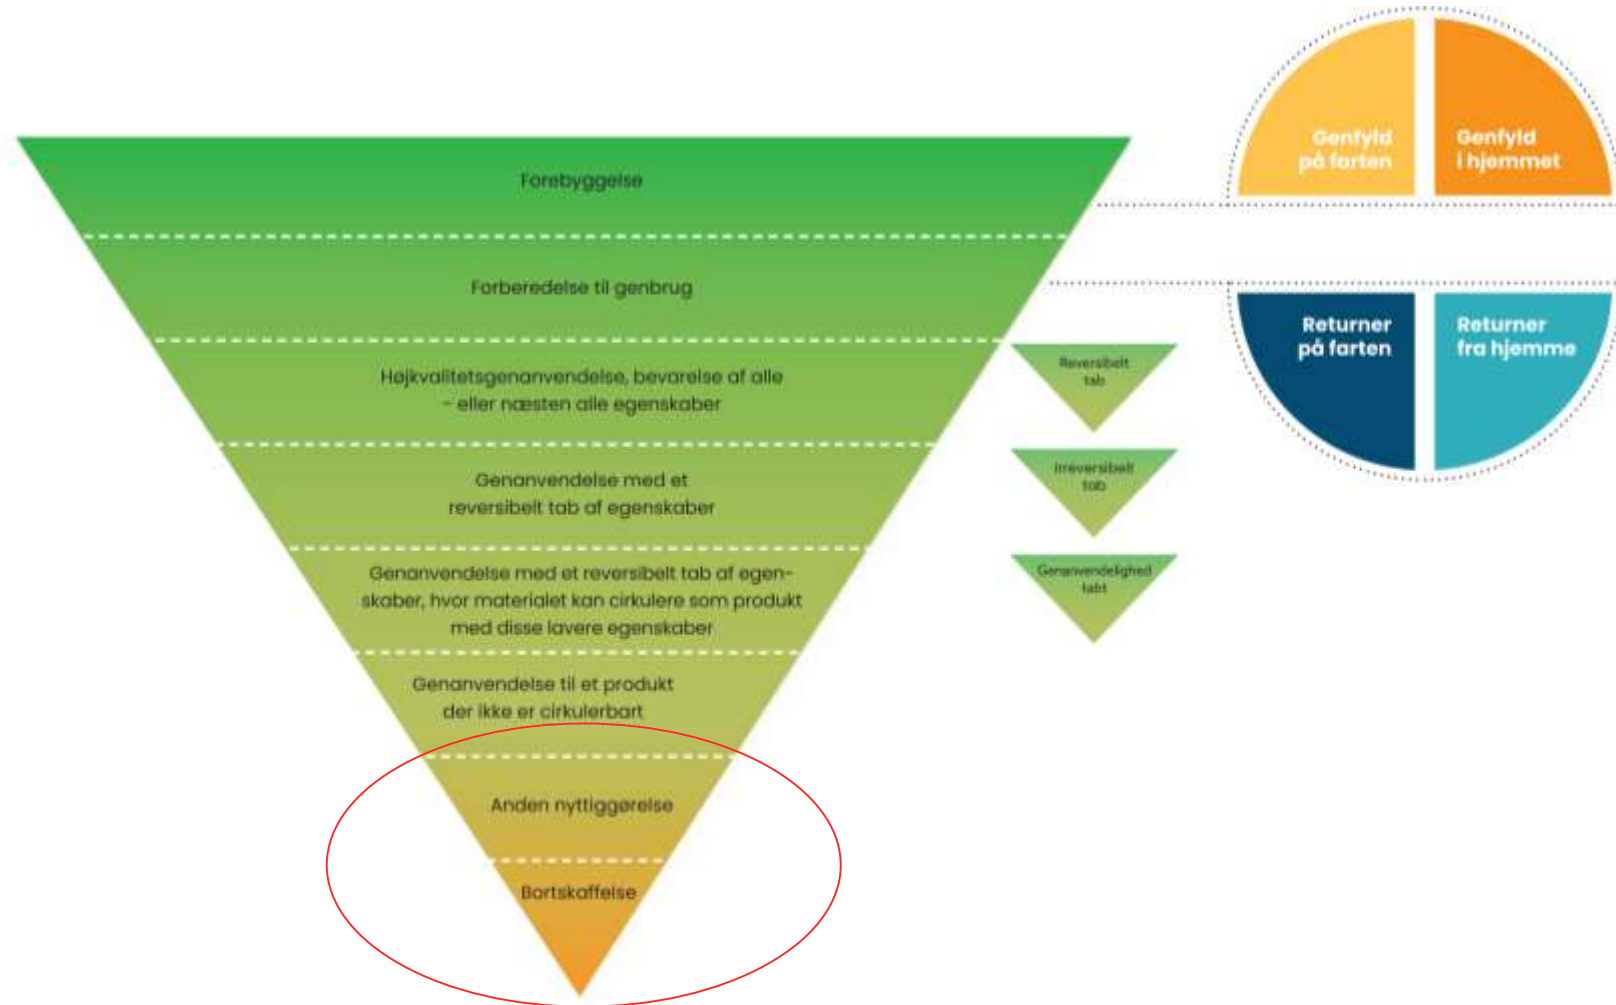 Forebyggelse
Forberedelse til genbrug
Højkvalitetsgenanvendelse, bevarelse af alle
- eller næsten alle egenskaber
Genanvendelse med et
reversibelt tab af egenskaber
Genanvendelse med et reversibelt tab af egen-
skaber, hvor materialet kan cirkulere som produkt
med disse lavere egenskaber
Genanvendelse til et produkt
der ikke er cirkulerbart
Anden nyttiggørelse
Bortskaffelse
Reversibelt
tab
Irreversibelt
tab
Genanvendelighed
tabt
Genfyld
på farten
Genfyld
i hjemmet
Returner
på farten
Returner
fra hjemme